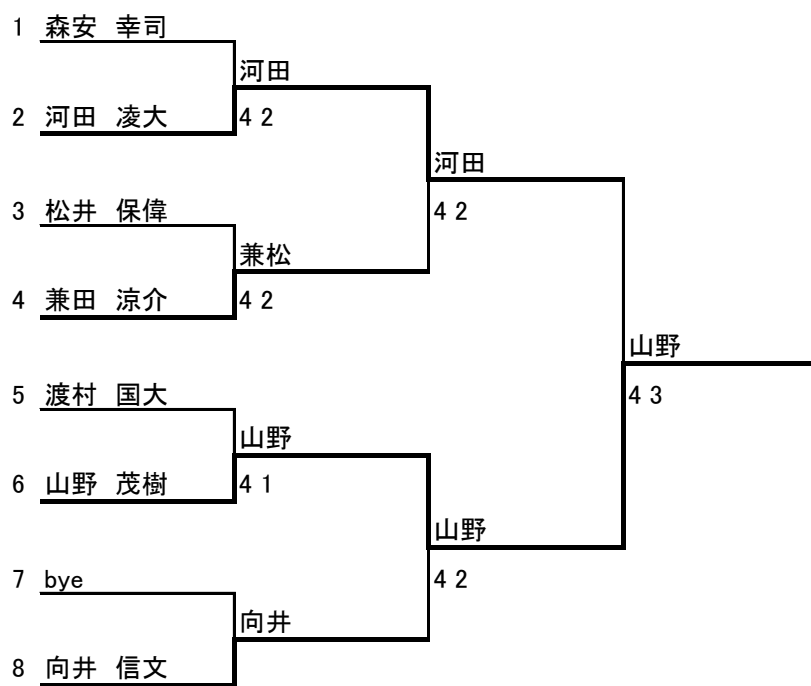 1 森安 幸司
河田
2 河田 凌大
4 2
河田
3 松井 保偉
4 2
兼松
4 兼田 涼介
4 2
山野
5 渡村 国大
4 3
山野
6 山野 茂樹
4 1
山野
7 bye
4 2
向井
8 向井 信文